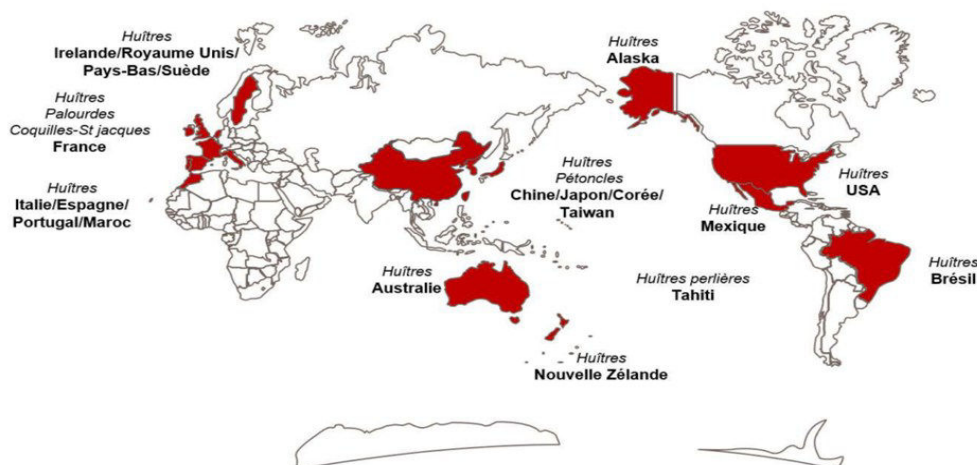 Huîtres
Irelande/Royaume Unis/
Pays-Bas/Suède
Huîtres
Palourdes
Coquilles-St jacques
France
Huîtres
Italie/Espagne/
Portugal/Maroc
Huîtres
Pétoncles
Chine/Japon/Corée/
Taiwan
Huîtres
Australie
Huîtres
Nouvelle Zélande
Huîtres
Alaska
Huîtres
USA
Huîtres
Mexique
Huîtres perlières
Tahiti
Huîtres
Brésil